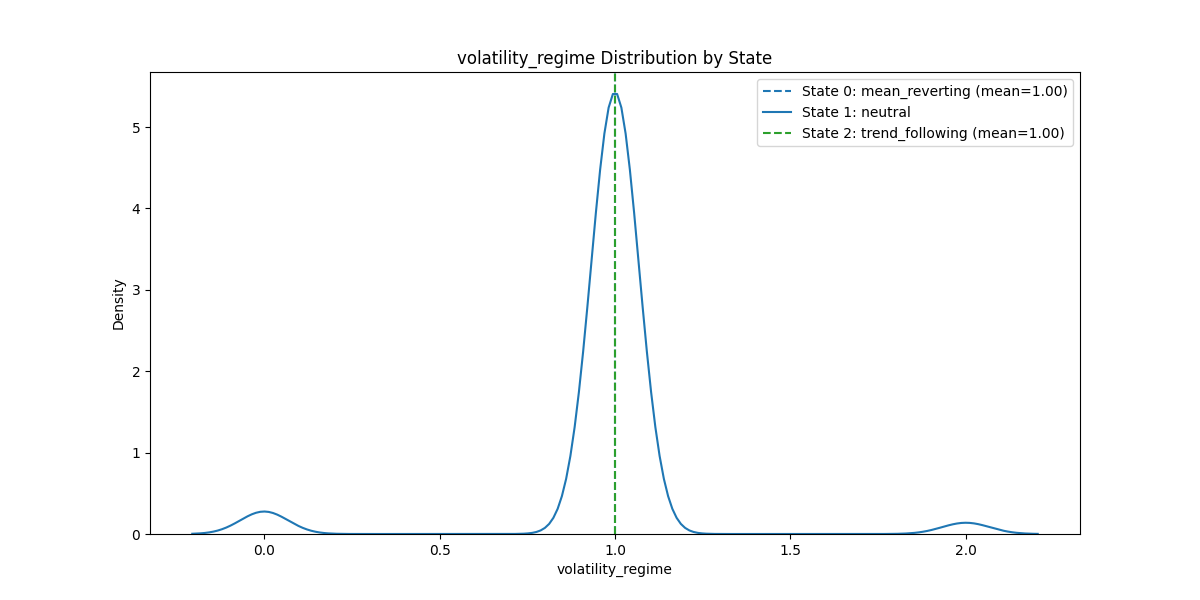 volatility_regime Distribution by State
State 0: mean_reverting (mean=1.00)
State 1: neutral
State 2: trend_following (mean=1.00)
Density
5
4
3
2
1
0
0.0 0.5 1.0 1.5 2.0
volatility_regime